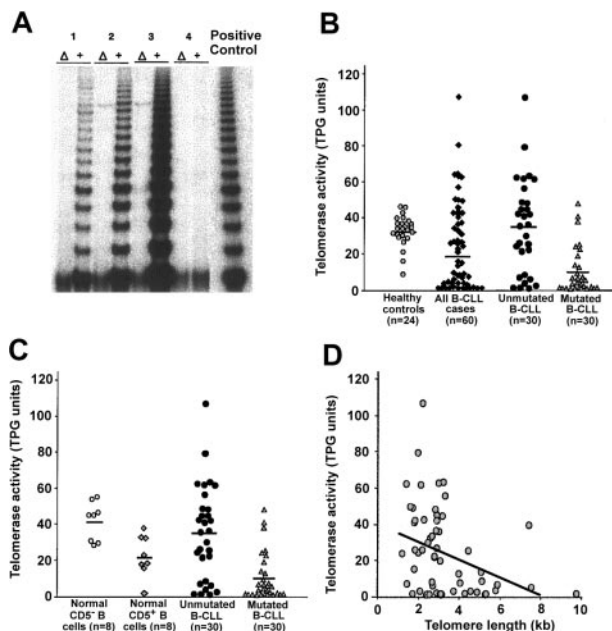 A
1 2 3 4 Positive
Δ + Δ + Δ + Δ + Control
B
Telomerase activity (TPG units)
120
100
80
60
40
20
0
Healthy controls (n=24)
All B-CLL cases (n=60)
Unmutated B-CLL (n=30)
Mutated B-CLL (n=30)
C
Telomerase activity (TPG units)
120
100
80
60
40
20
0
Normal CD5- B cells (n=8)
Normal CD5+ B cells (n=8)
Unmutated B-CLL (n=30)
Mutated B-CLL (n=30)
D
Telomerase activity (TPG units)
120
100
80
60
40
20
0
0 2 4 6 8 10
Telomere length (kb)